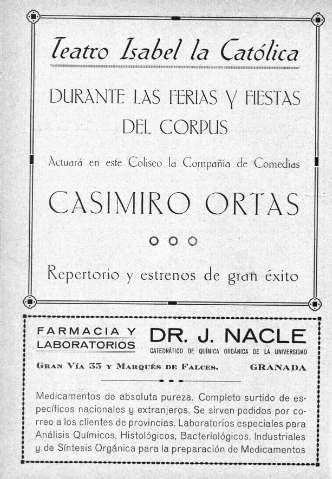 Teatro Isabel la Católica
DURANTE LAS FERIAS Y FIESTAS
DEL CORPUS
Actuará en este Coliseo la Compañía de Comedias
CASIMIRO ORTAS
Repertorio y estrenos de gran éxito
FARMACIA Y
LABORATORIOS
DR. J. NACLE
CATEDRÁTICO DE QUÍMICA ORGÁNICA DE LA UNIVERSIDAD
GRAN VÍA 35 Y MARQUÉS DE FALCES. GRANADA
Medicamentos de absoluta pureza. Completo surtido de es-
pecíficos nacionales y extranjeros. Se sirven pedidos por co-
rreo a los clientes de provincias. Laboratorios especiales para
Análisis Químicos, Histológicos, Bacteriológicos, Industriales
y de Síntesis Orgánica para la preparación de Medicamentos